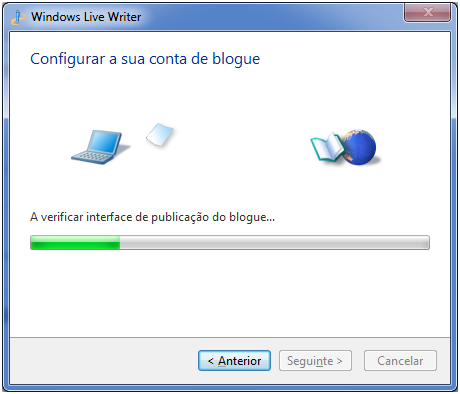 Windows Live Writer
Configurar a sua conta de blogue
A verificar interface de publicação do blogue...
< Anterior
Seguinte >
Cancelar